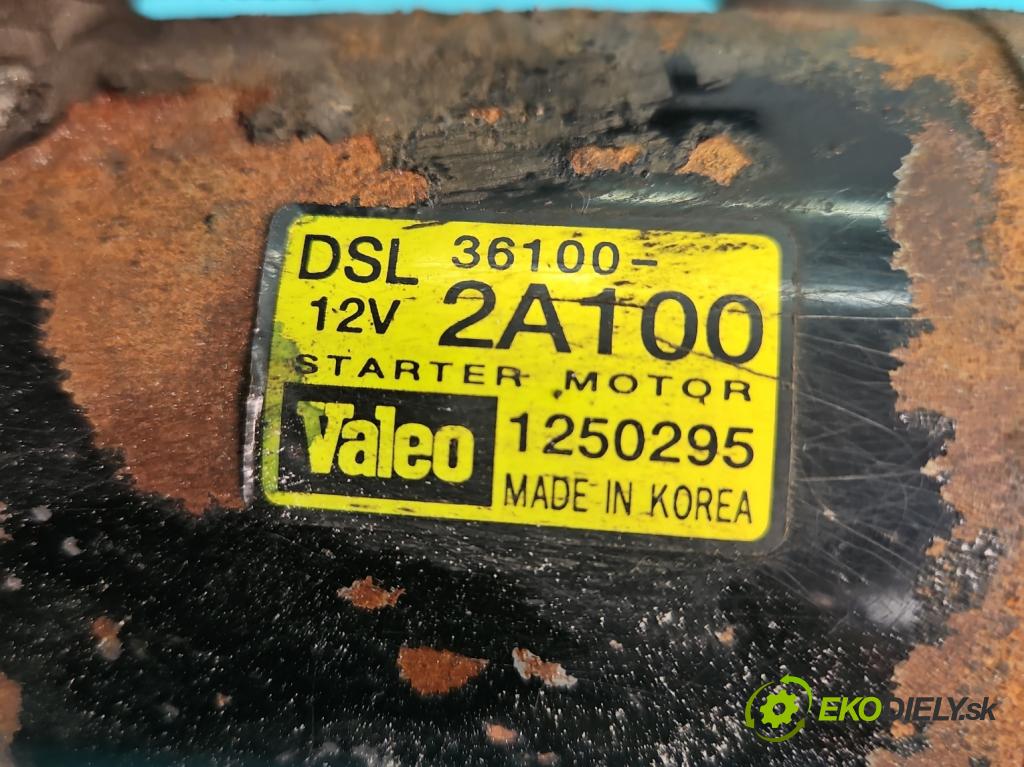 DSL 36100-
12V 2A100
STARTER MOTOR
Valeo 1250295
MADE IN KOREA
EKODIELY.sk